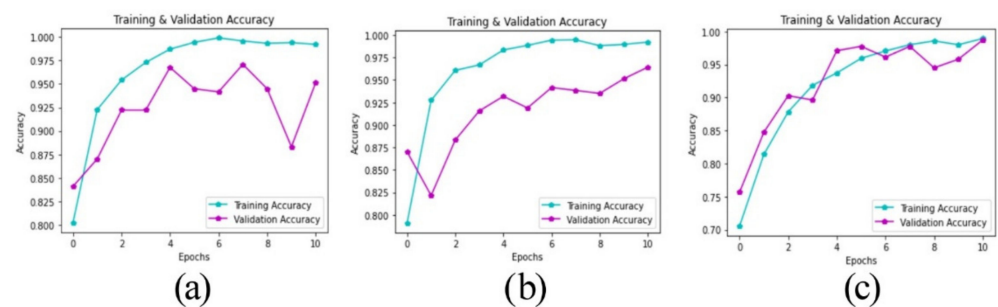 Training & Validation Accuracy
1.000
0.975
0.950
0.925
0.900
0.875
0.850
0.825
0.800
Accuracy
Training Accuracy
Validation Accuracy
0 2 4 6 8 10
Epochs
(a)
Training & Validation Accuracy
1.000
0.975
0.950
0.925
0.900
0.875
0.850
0.825
0.800
Accuracy
Training Accuracy
Validation Accuracy
0 2 4 6 8 10
Epochs
(b)
Training & Validation Accuracy
1.00
0.95
0.90
0.85
0.80
0.75
0.70
Accuracy
Training Accuracy
Validation Accuracy
0 2 4 6 8 10
Epochs
(c)